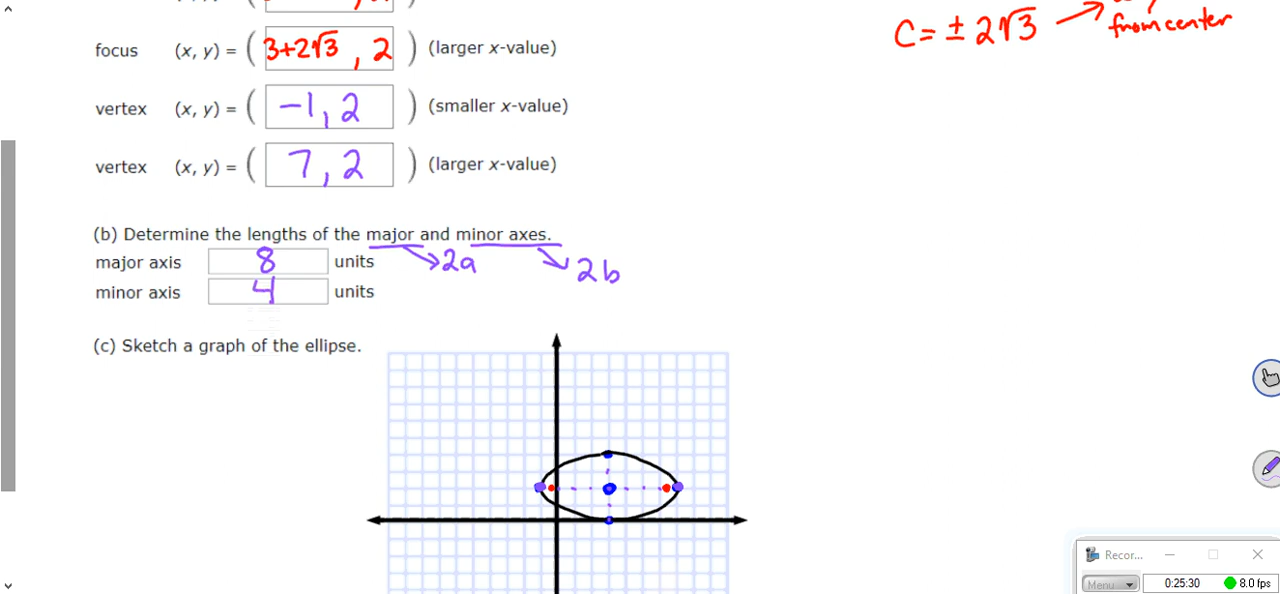 C = ± 2√3
from center
focus (x, y) = ( 3+2√3 , 2 ) (larger x-value)
vertex (x, y) = ( -1, 2 ) (smaller x-value)
vertex (x, y) = ( 7, 2 ) (larger x-value)
(b) Determine the lengths of the major and minor axes.
major axis 8 units → 2a
minor axis 4 units → 2b
(c) Sketch a graph of the ellipse.
Recor...
Menu 0:25:30 8.0 fps